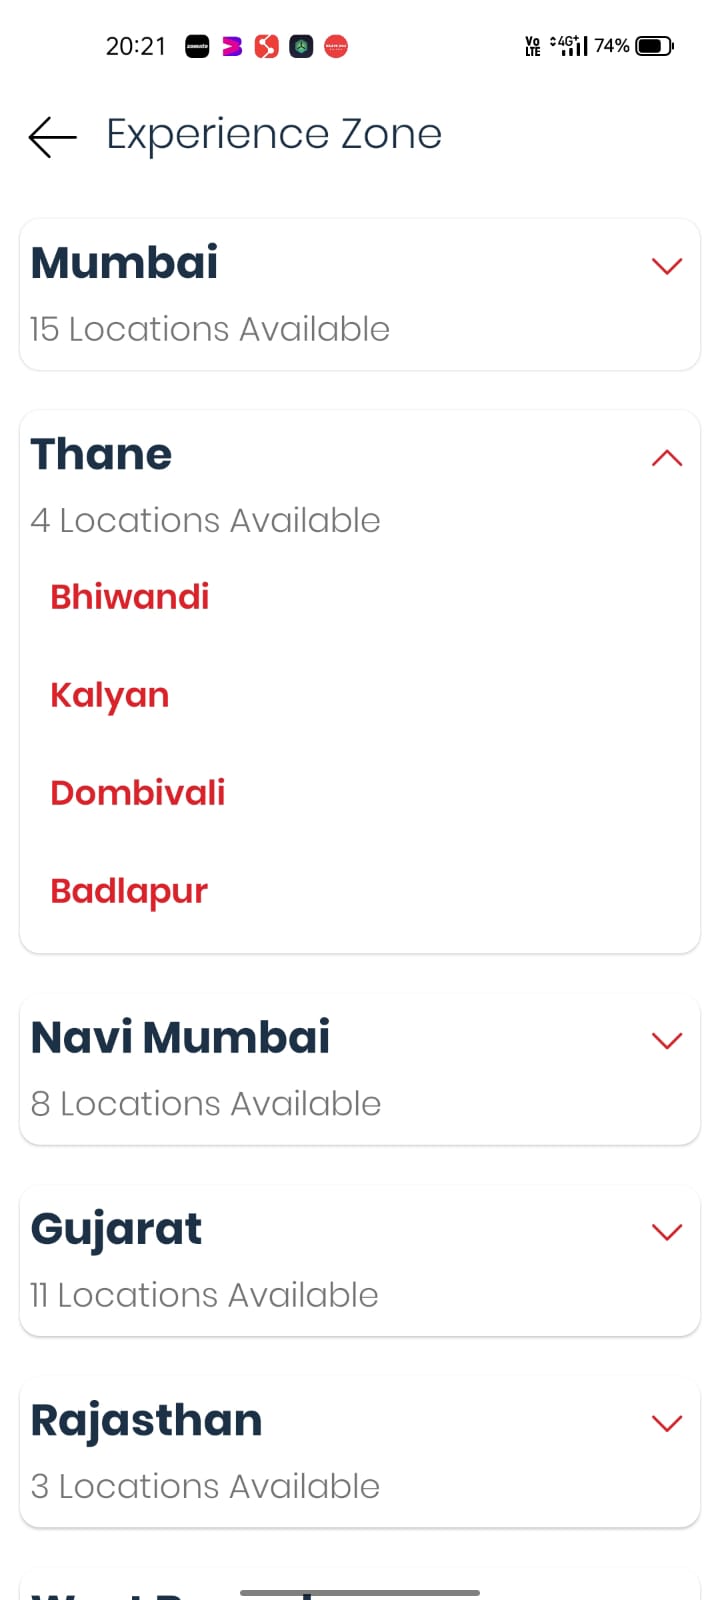 20:21
zomato
Vo LTE 4G+ 74%
Experience Zone
Mumbai
15 Locations Available
Thane
4 Locations Available
Bhiwandi
Kalyan
Dombivali
Badlapur
Navi Mumbai
8 Locations Available
Gujarat
11 Locations Available
Rajasthan
3 Locations Available